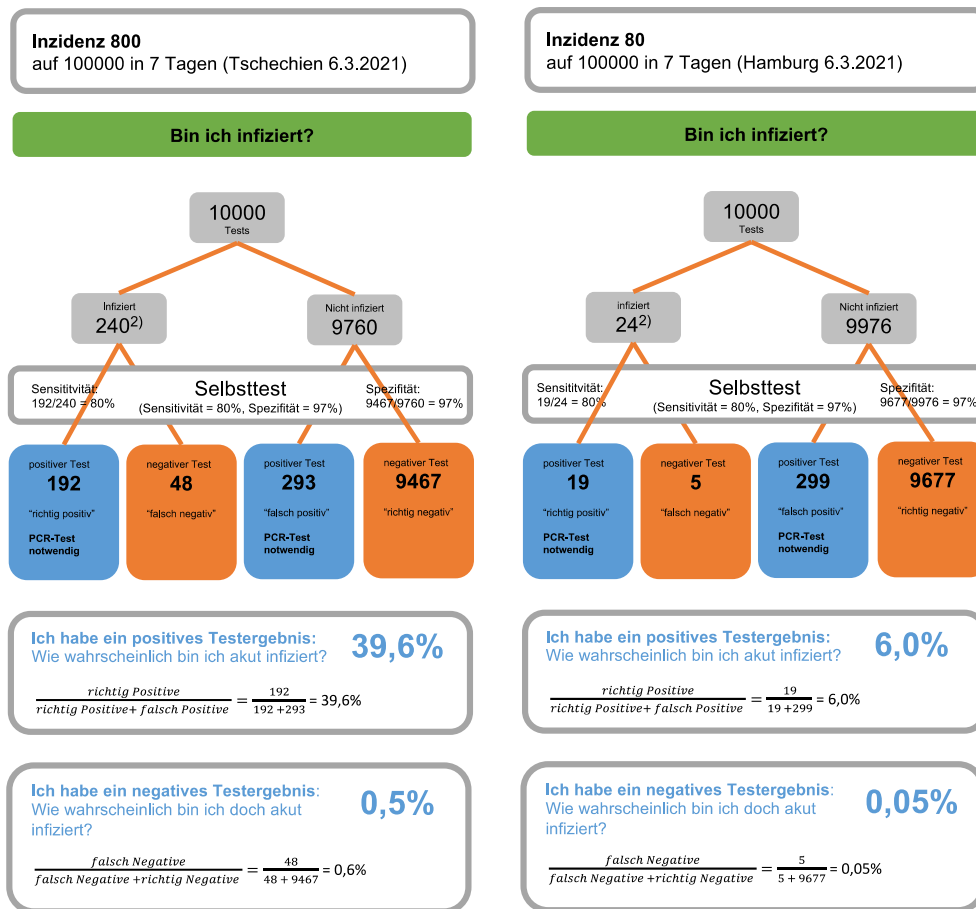 Inzidenz 800
auf 100000 in 7 Tagen (Tschechien 6.3.2021)
Bin ich infiziert?
10000
Tests
Infiziert
240²⁾
Nicht infiziert
9760
Sensititvität:
192/240 = 80%
Selbsttest
(Sensitivität = 80%, Spezifität = 97%)
Spezifität:
9467/9760 = 97%
positiver Test
192
"richtig positiv"
PCR-Test
notwendig
negativer Test
48
"falsch negativ"
positiver Test
293
"falsch positiv"
PCR-Test
notwendig
negativer Test
9467
"richtig negativ"
Ich habe ein positives Testergebnis:
Wie wahrscheinlich bin ich akut infiziert?
39,6%
richtig Positive / richtig Positive+ falsch Positive = 192 / 192 +293 = 39,6%
Ich habe ein negatives Testergebnis:
Wie wahrscheinlich bin ich doch akut
infiziert?
0,5%
falsch Negative / falsch Negative +richtig Negative = 48 / 48 + 9467 = 0,6%
Inzidenz 80
auf 100000 in 7 Tagen (Hamburg 6.3.2021)
Bin ich infiziert?
10000
Tests
infiziert
24²⁾
Nicht infiziert
9976
Sensitivität:
19/24 = 80%
Selbsttest
(Sensitivität = 80%, Spezifität = 97%)
Spezifität:
9677/9976 = 97%
positiver Test
19
"richtig positiv"
PCR-Test
notwendig
negativer Test
5
"falsch negativ"
positiver Test
299
"falsch positiv"
PCR-Test
notwendig
negativer Test
9677
"richtig negativ"
Ich habe ein positives Testergebnis:
Wie wahrscheinlich bin ich akut infiziert?
6,0%
richtig Positive / richtig Positive+ falsch Positive = 19 / 19 +299 = 6,0%
Ich habe ein negatives Testergebnis:
Wie wahrscheinlich bin ich doch akut
infiziert?
0,05%
falsch Negative / falsch Negative +richtig Negative = 5 / 5 + 9677 = 0,05%